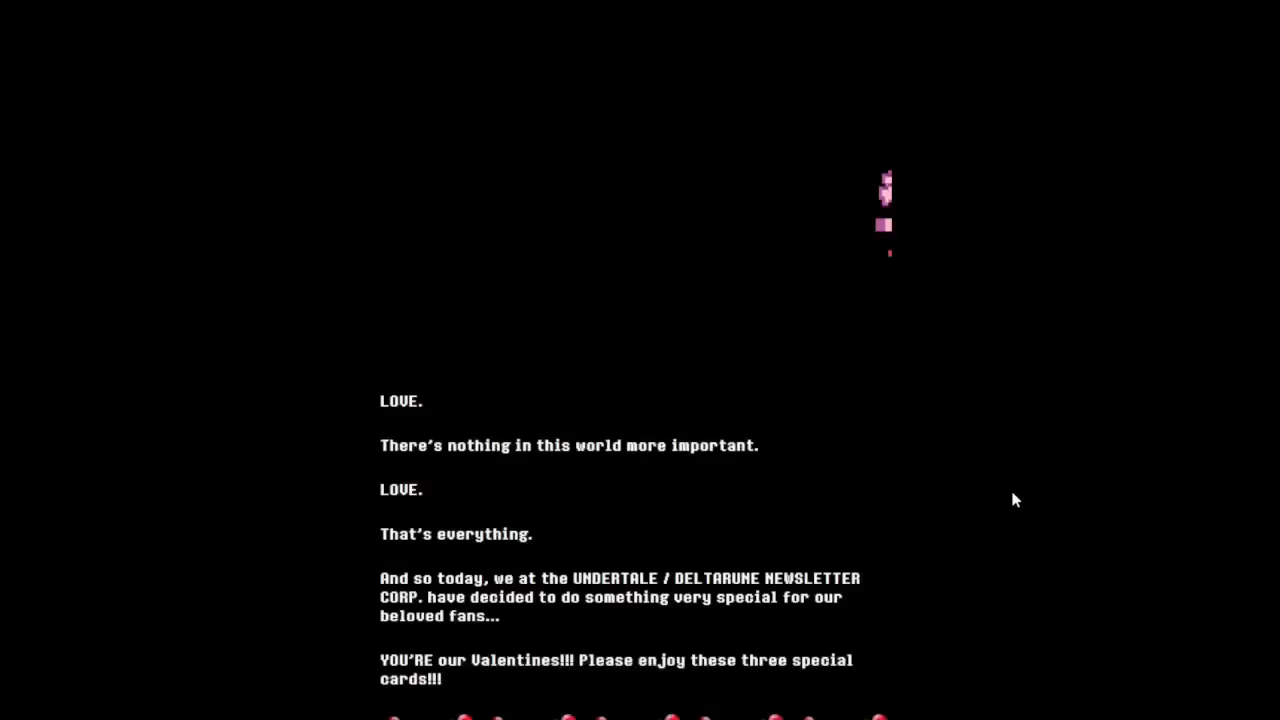 LOVE.
There's nothing in this world more important.
LOVE.
That's everything.
And so today, we at the UNDERTALE / DELTARUNE NEWSLETTER
CORP. have decided to do something very special for our
beloved fans...
YOU'RE our Valentines!!! Please enjoy these three special
cards!!!